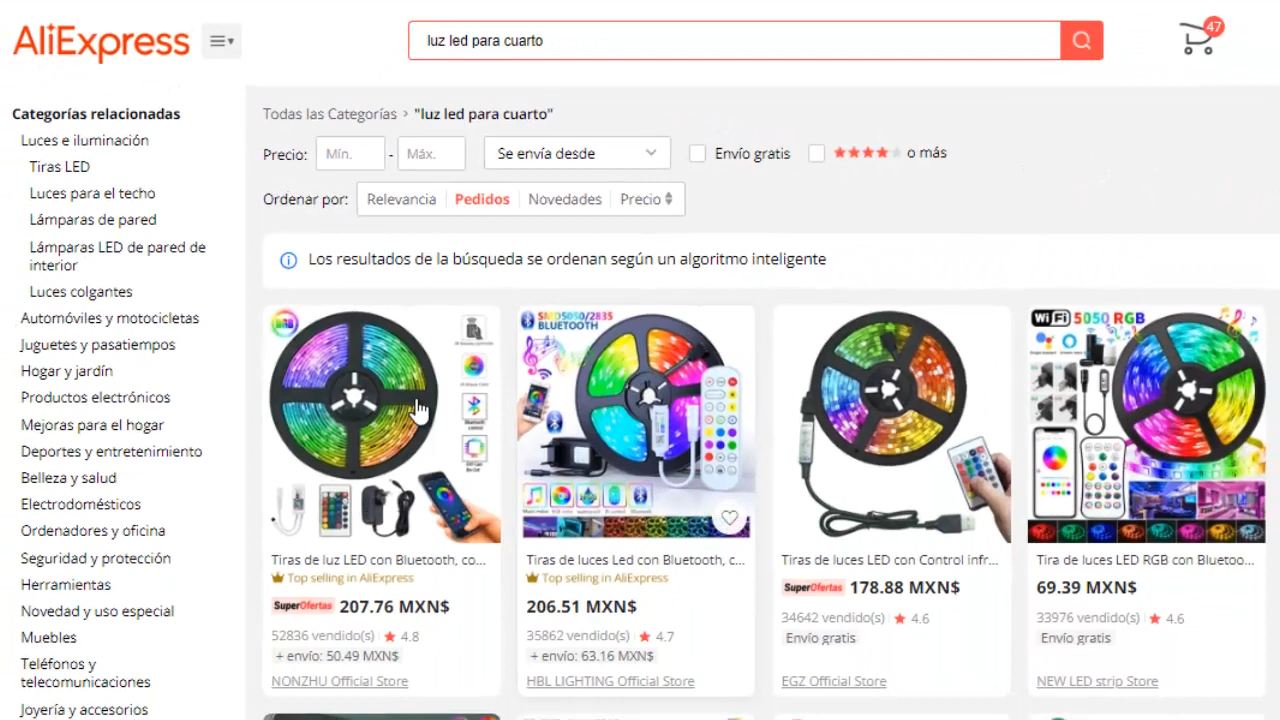 AliExpress
luz led para cuarto
47
Categorías relacionadas
Luces e iluminación
Tiras LED
Luces para el techo
Lámparas de pared
Lámparas LED de pared de
interior
Luces colgantes
Automóviles y motocicletas
Juguetes y pasatiempos
Hogar y jardín
Productos electrónicos
Mejoras para el hogar
Deportes y entretenimiento
Belleza y salud
Electrodomésticos
Ordenadores y oficina
Seguridad y protección
Herramientas
Novedad y uso especial
Muebles
Teléfonos y
telecomunicaciones
Joyería y accesorios
Todas las Categorías > "luz led para cuarto"
Precio: Mín. - Máx. Se envía desde Envío gratis o más
Ordenar por: Relevancia Pedidos Novedades Precio
Los resultados de la búsqueda se ordenan según un algoritmo inteligente
RGB
Tiras de luz LED con Bluetooth, co...
Top selling in AliExpress
SuperOfertas 207.76 MXN$
52836 vendido(s) 4.8
+ envío: 50.49 MXN$
NONZHU Official Store
SMD5050/2835
BLUETOOTH
Tiras de luces Led con Bluetooth, c...
Top selling in AliExpress
206.51 MXN$
35862 vendido(s) 4.7
+ envío: 63.16 MXN$
HBL LIGHTING Official Store
Tiras de luces LED con Control infr...
SuperOfertas 178.88 MXN$
34642 vendido(s) 4.6
Envío gratis
EGZ Official Store
WiFi 5050 RGB
Tira de luces LED RGB con Bluetoo...
69.39 MXN$
33976 vendido(s) 4.6
Envío gratis
NEW LED strip Store